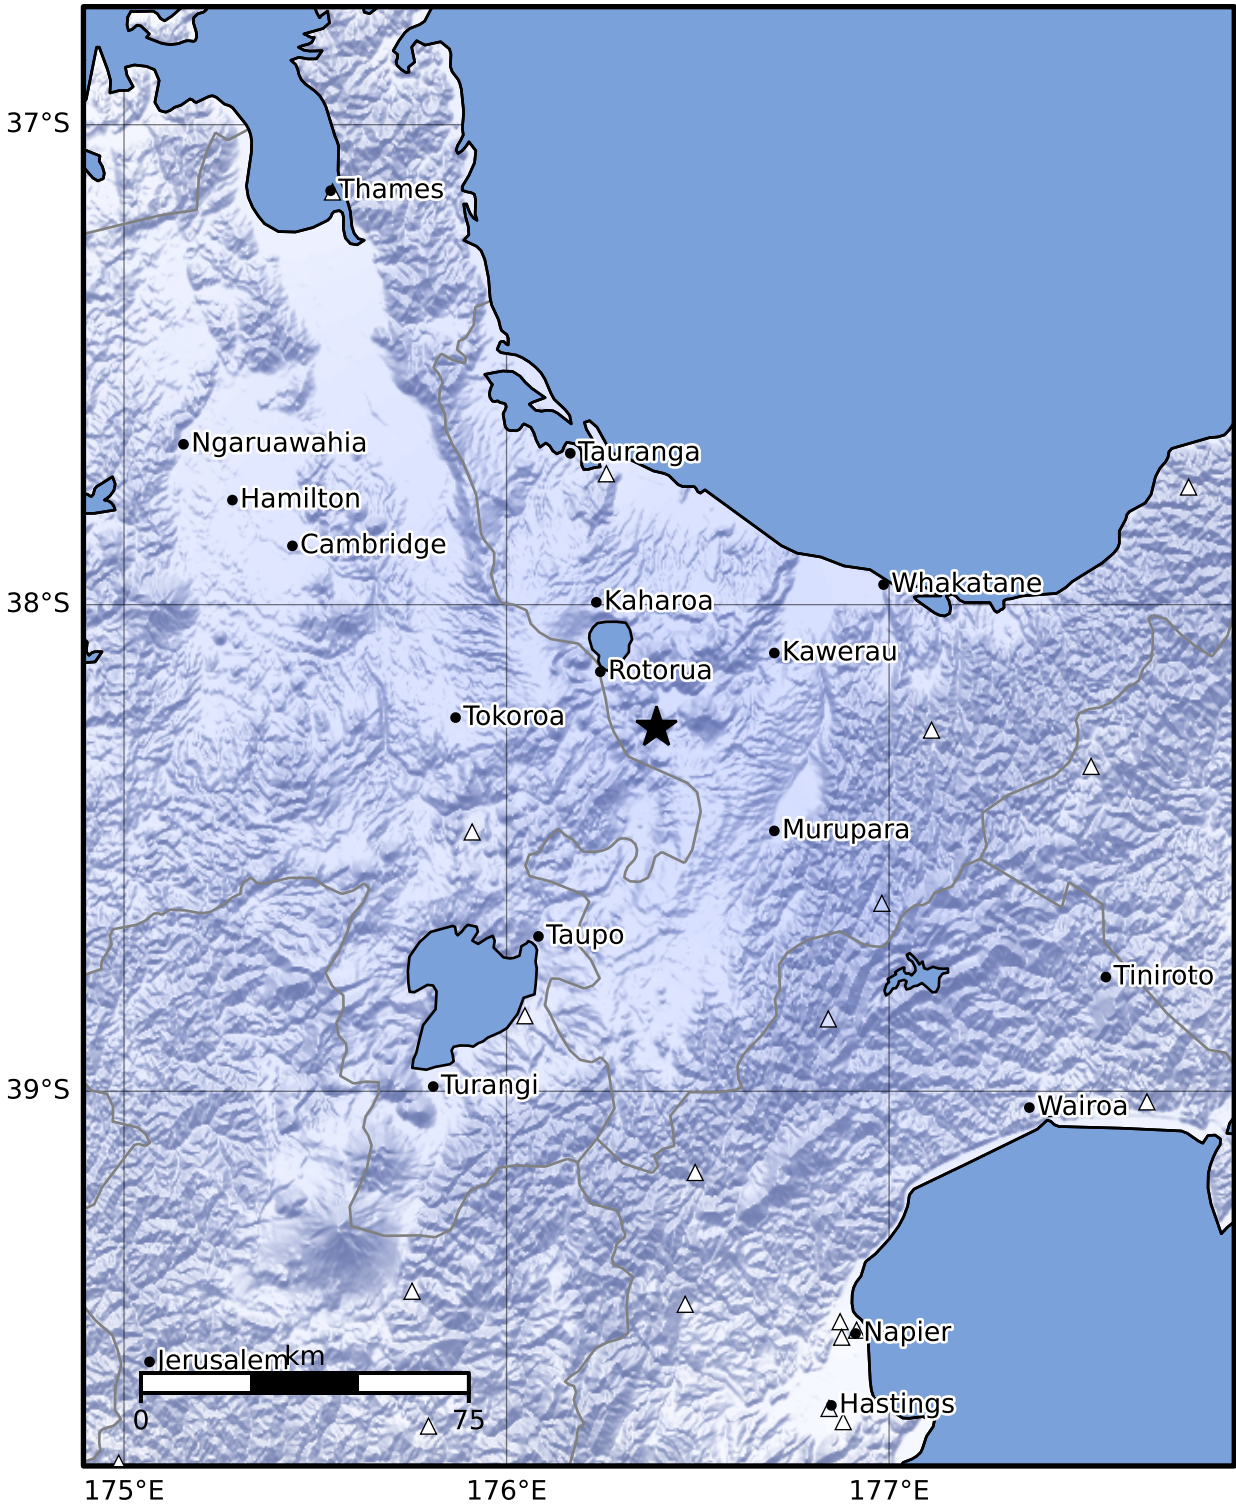 37°S
Thames
Ngaruawahia
Tauranga
Hamilton
Cambridge
Whakatane
38°S
Kaharoa
Kawerau
Rotorua
Tokoroa
Murupara
Taupo
Tiniroto
39°S
Turangi
Wairoa
Napier
Jerusalem
km
Hastings
0
75
175°E
176°E
177°E